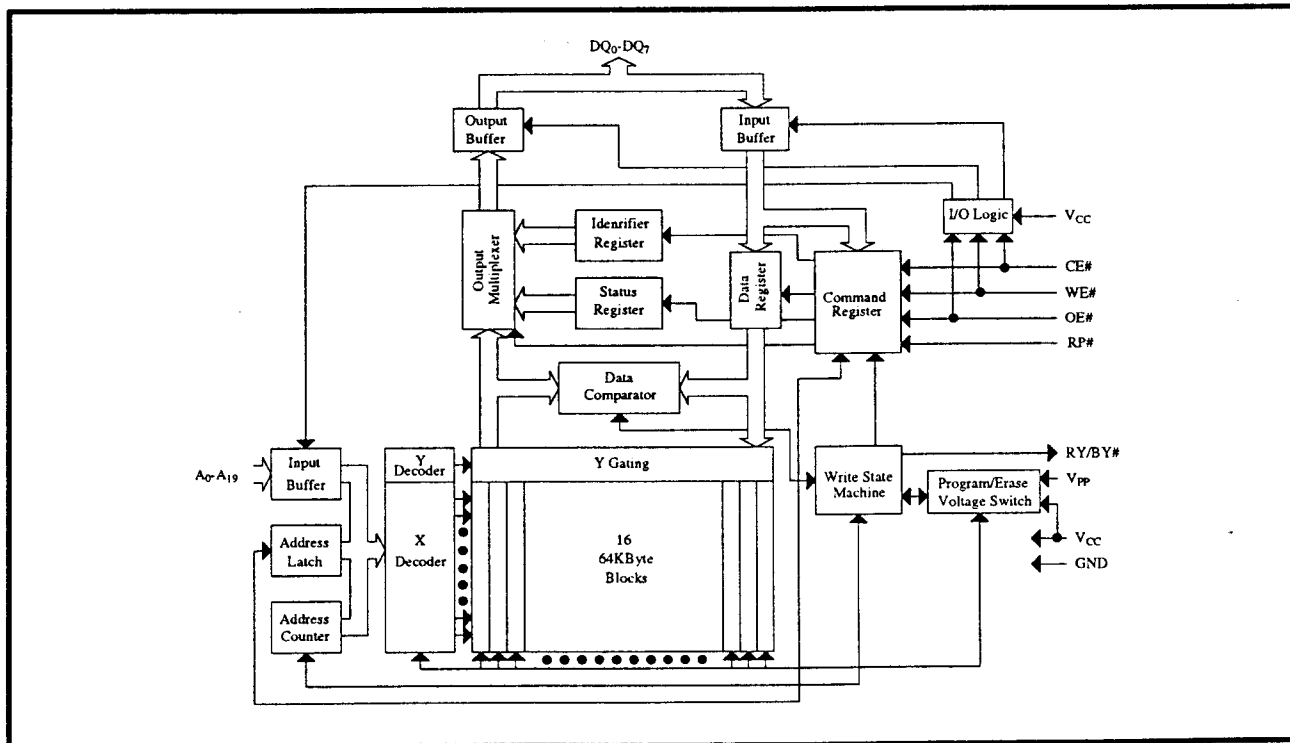 DQ0-DQ7
Output
Buffer
Input
Buffer
I/O Logic
VCC
Output
Multiplexer
Idenrifier
Register
Status
Register
Data
Register
Command
Register
CE#
WE#
OE#
RP#
Data
Comparator
A0-A19
Input
Buffer
Y
Decoder
Y Gating
Write State
Machine
RY/BY#
Program/Erase
Voltage Switch
VPP
VCC
GND
Address
Latch
X
Decoder
16
64KByte
Blocks
Address
Counter